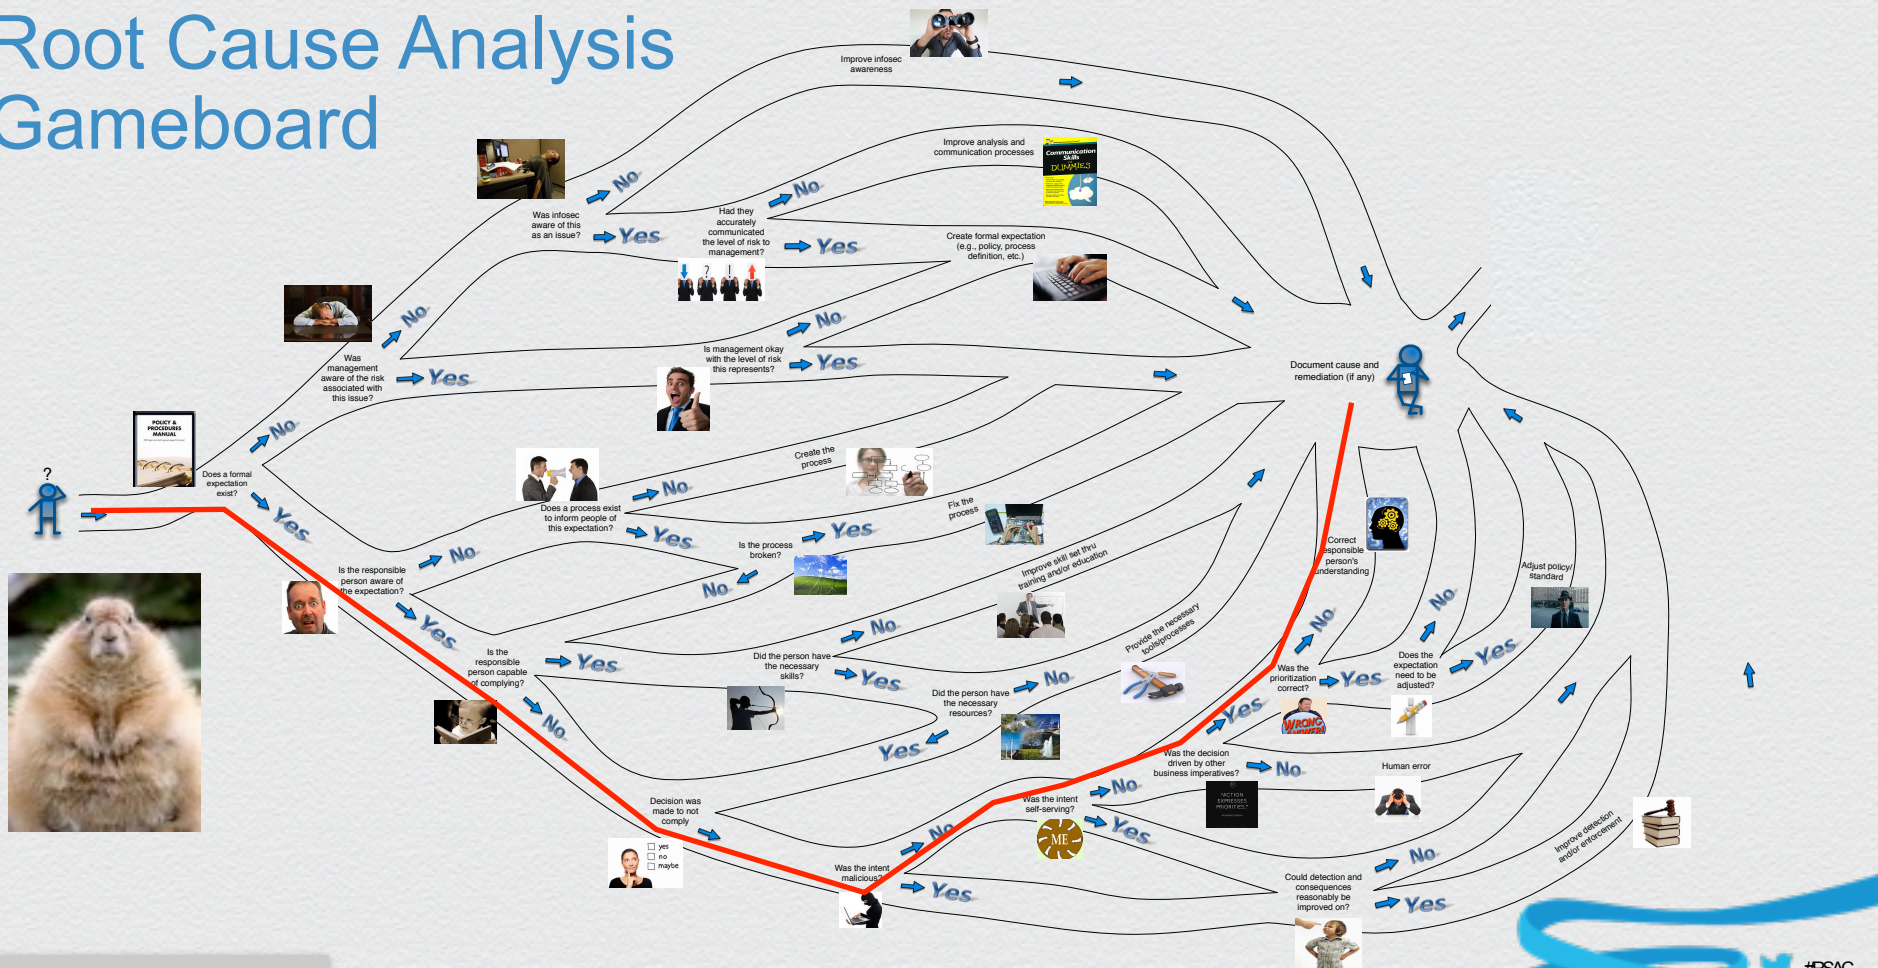 Root Cause Analysis
Gameboard
Improve infosec
awareness
Improve analysis and
communication processes
Communication
Skills
DUMMIES
No
Was infosec
aware of this
as an issue?
Yes
No
Had they
accurately
communicated
the level of risk to
management?
Yes
? !
Create formal expectation
(e.g., policy, process
definition, etc.)
No
Was
management
aware of the risk
associated with
this issue?
Yes
No
Is management okay
with the level of risk
this represents?
Yes
Document cause and
remediation (if any)
POLICY &
PROCEDURES
MANUAL
?
No
Does a formal
expectation
exist?
Yes
Create the
process
No
Does a process exist
to inform people of
this expectation?
Yes
Fix the
process
Is the process
broken?
Yes
No
No
Is the responsible
person aware of
the expectation?
Yes
Improve skill set thru
training and/or education
Correct
responsible
person's
understanding
Adjust policy/
standard
Is the
responsible
person capable
of complying?
Yes
No
No
Did the person have
the necessary
skills?
Yes
Provide the necessary
tools/processes
No
Did the person have
the necessary
resources?
Yes
No
Was the
prioritization
correct?
Yes
WRONG
ANSWER!
No
Does the
expectation
need to be
adjusted?
Yes
Yes
Was the decision
driven by other
business imperatives?
No
"ACTION
EXPRESSES
PRIORITIES."
Human error
Decision was
made to not
comply
yes
no
maybe
No
Was the intent
self-serving?
Yes
ME
No
Was the intent
malicious?
Yes
Improve detection
and/or enforcement
No
Could detection and
consequences
reasonably be
improved on?
Yes
#RSAC